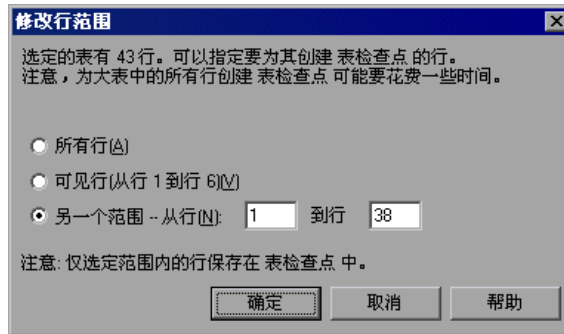 修改行范围
选定的表有 43 行。可以指定要为其创建 表检查点 的行。
注意，为大表中的所有行创建 表检查点 可能要花费一些时间。
所有行(A)
可见行(从行 1 到行 6)(V)
另一个范围 -- 从行(N): 1 到行 38
注意: 仅选定范围内的行保存在 表检查点 中。
确定 取消 帮助